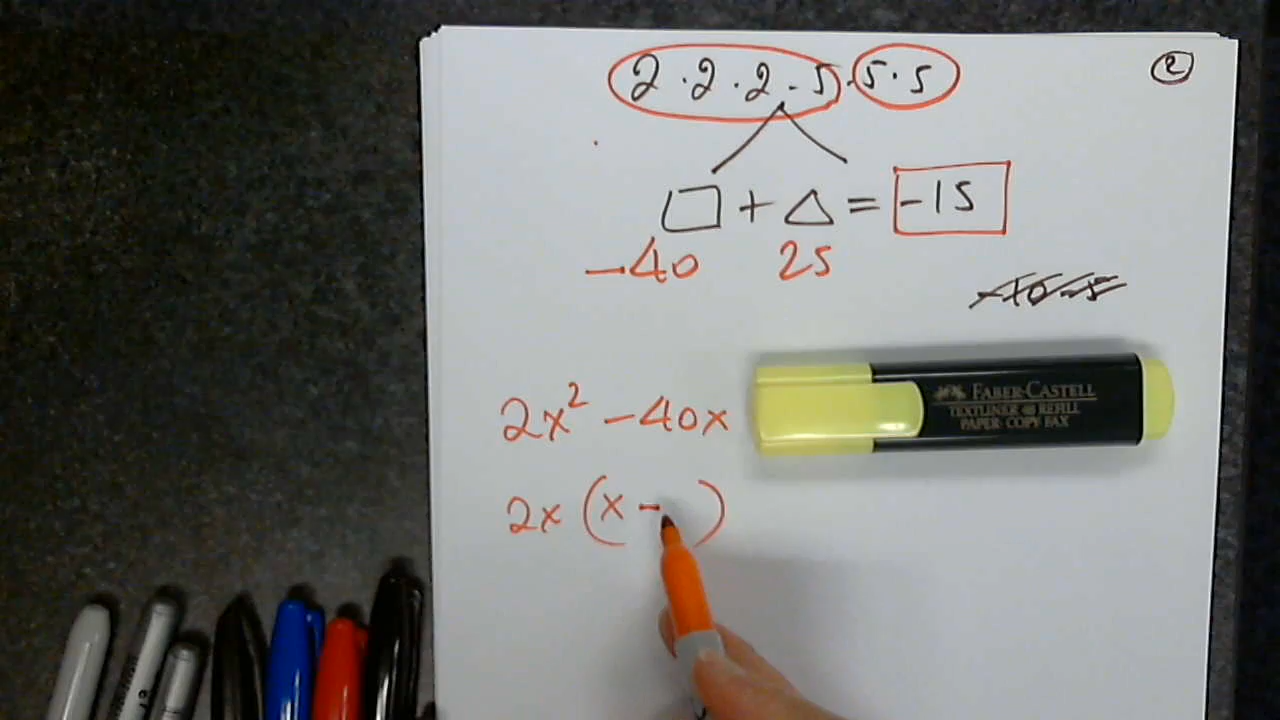 2 · 2 · 2 · 5 · 5 · 5
2
□ + △ = -15
-40 25
2x² - 40x
FABER-CASTELL
TEXTLINER @ REFILL
PAPER COPY FAX
2x (x - )